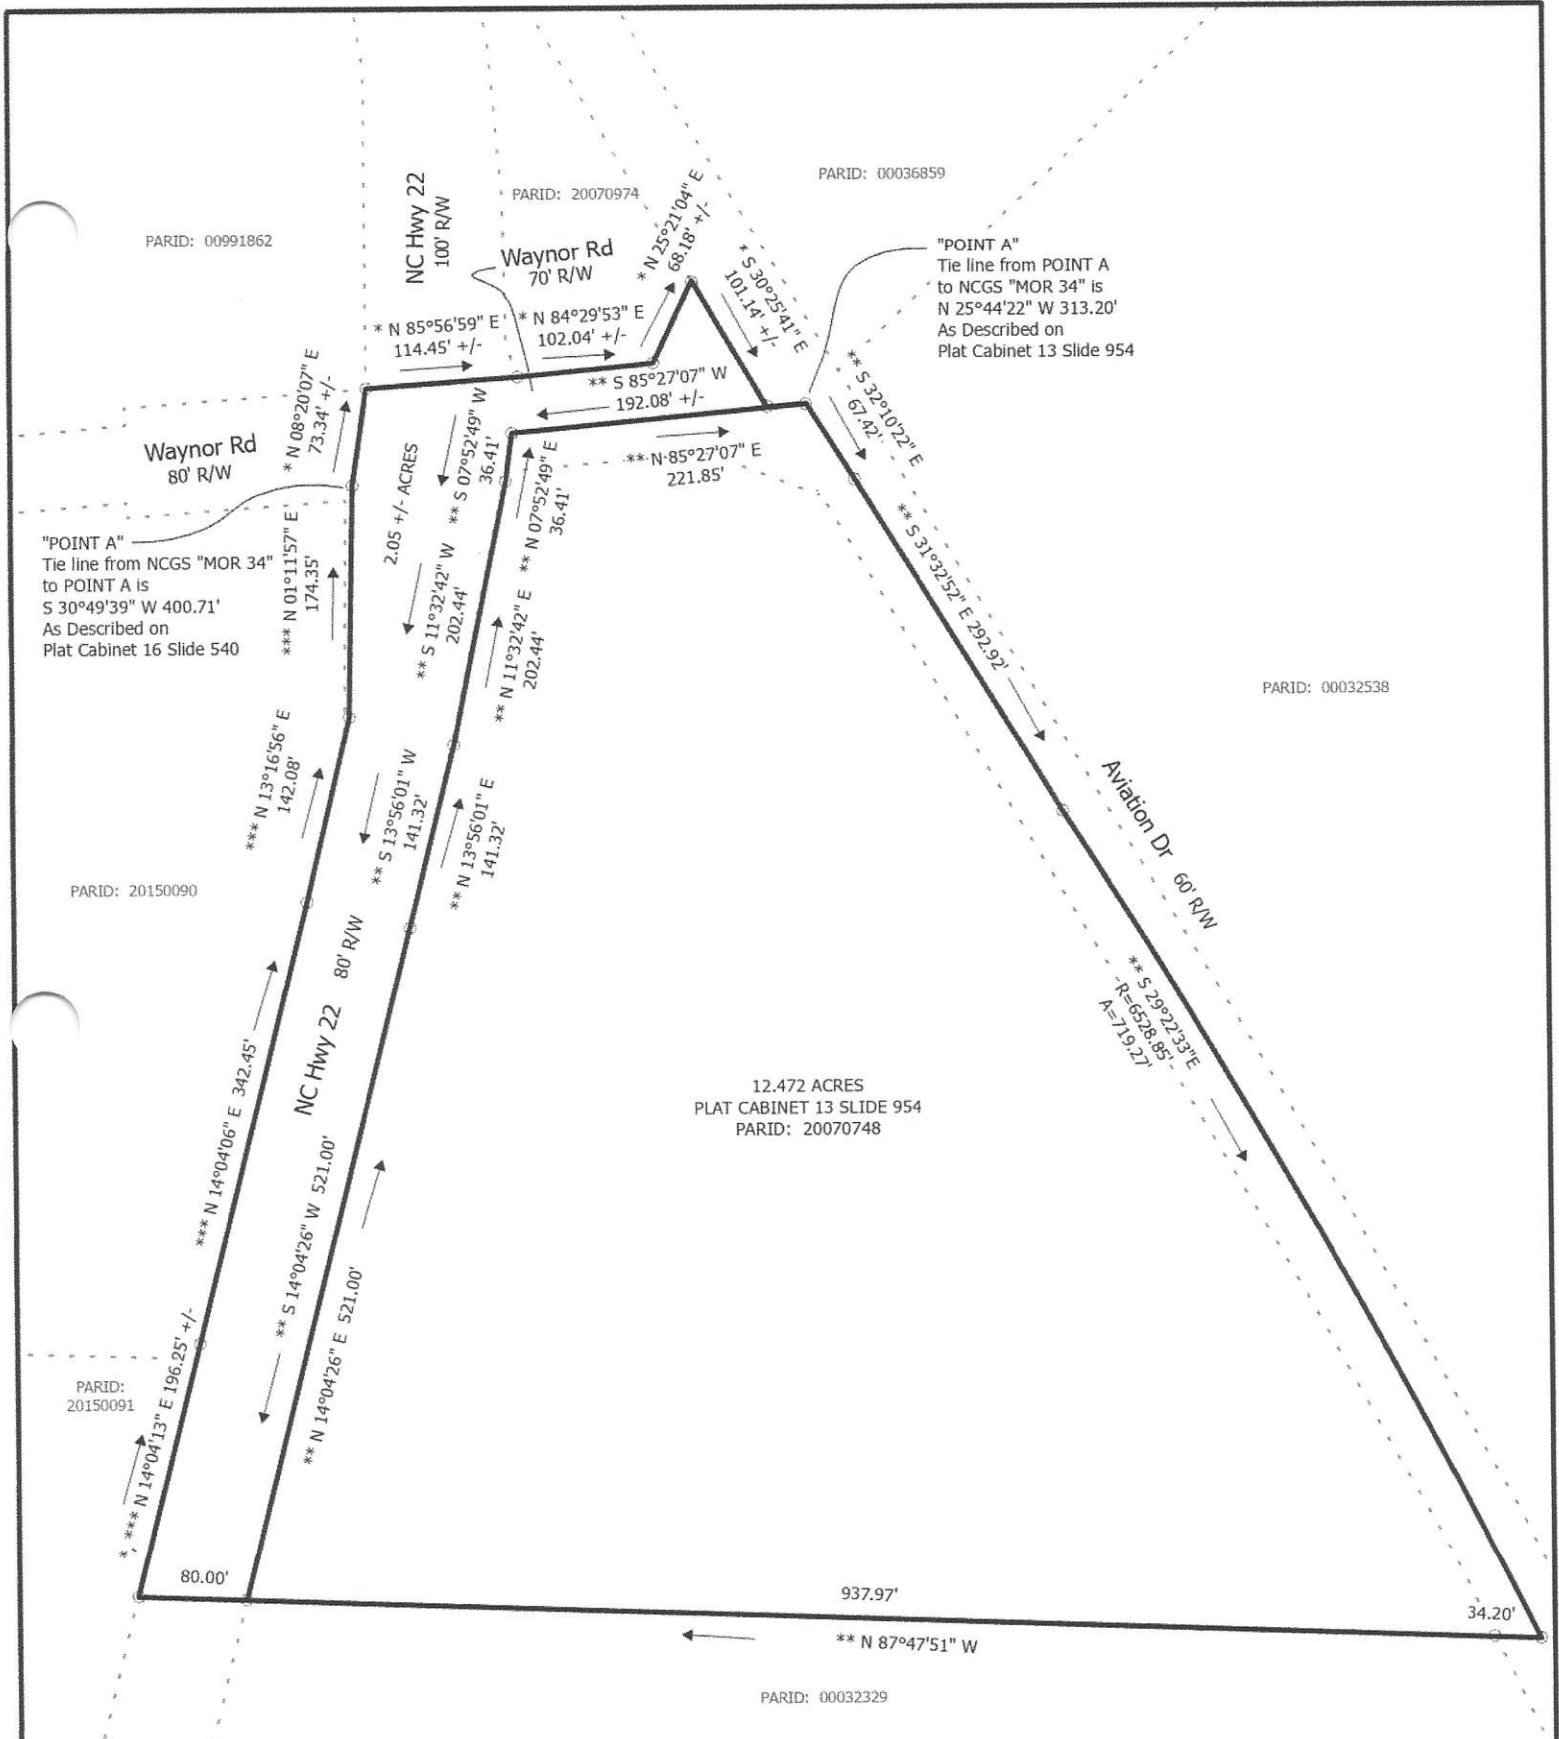 PARID: 00991862
NC Hwy 22
100' R/W
PARID: 20070974
PARID: 00036859
Waynor Rd
70' R/W
* N 25°21'04" E
68.18' +/-
* S 30°25'41" E
101.14' +/-
"POINT A"
Tie line from POINT A
to NCGS "MOR 34" is
N 25°44'22" W 313.20'
As Described on
Plat Cabinet 13 Slide 954
* N 85°56'59" E
114.45' +/-
* N 84°29'53" E
102.04' +/-
** S 85°27'07" W
192.08' +/-
** S 32°10'22" E
67.42'
* N 08°20'07" E
73.34' +/-
Waynor Rd
80' R/W
** S 07°52'49" W
36.41'
** N 85°27'07" E
221.85'
2.05 +/- ACRES
** N 07°52'49" E
36.41'
"POINT A"
Tie line from NCGS "MOR 34"
to POINT A is
S 30°49'39" W 400.71'
As Described on
Plat Cabinet 16 Slide 540
*** N 01°11'57" E
174.35'
** S 11°32'42" W
202.44'
** N 11°32'42" E
202.44'
** S 31°32'52" E 292.92'
PARID: 00032538
*** N 13°16'56" E
142.08'
** S 13°56'01" W
141.32'
** N 13°56'01" E
141.32'
Aviation Dr 60' R/W
PARID: 20150090
NC Hwy 22 80' R/W
** S 29°22'33"E
R=6528.85'
A=719.27'
*** N 14°04'06" E 342.45'
12.472 ACRES
PLAT CABINET 13 SLIDE 954
PARID: 20070748
** S 14°04'26" W 521.00'
** N 14°04'26" E 521.00'
PARID:
20150091
*, *** N 14°04'13" E 196.25' +/-
80.00'
937.97'
34.20'
** N 87°47'51" W
PARID: 00032329